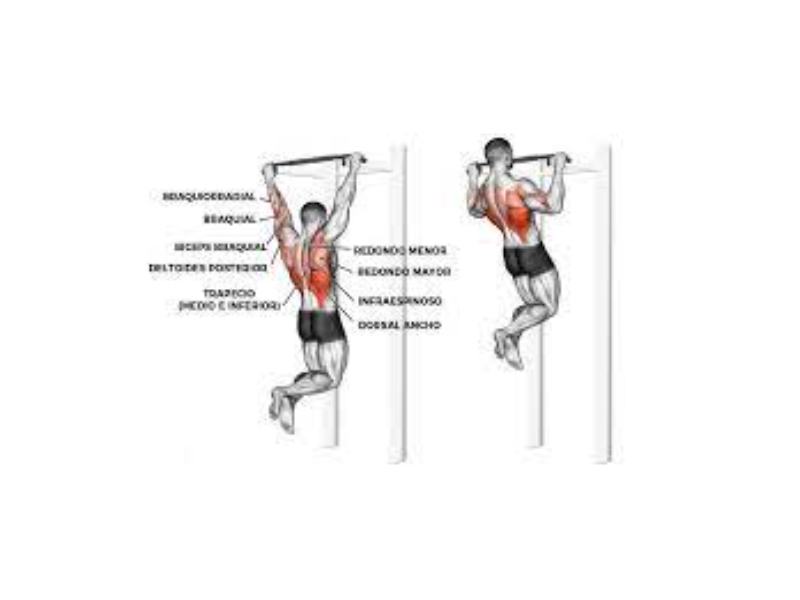 BRAQUIORRADIAL
BRAQUIAL
BICEPS BRAQUIAL
DELTOIDES POSTERIOR
TRAPECIO
(MEDIO E INFERIOR)
REDONDO MENOR
REDONDO MAYOR
INFRAESPINOSO
DORSAL ANCHO